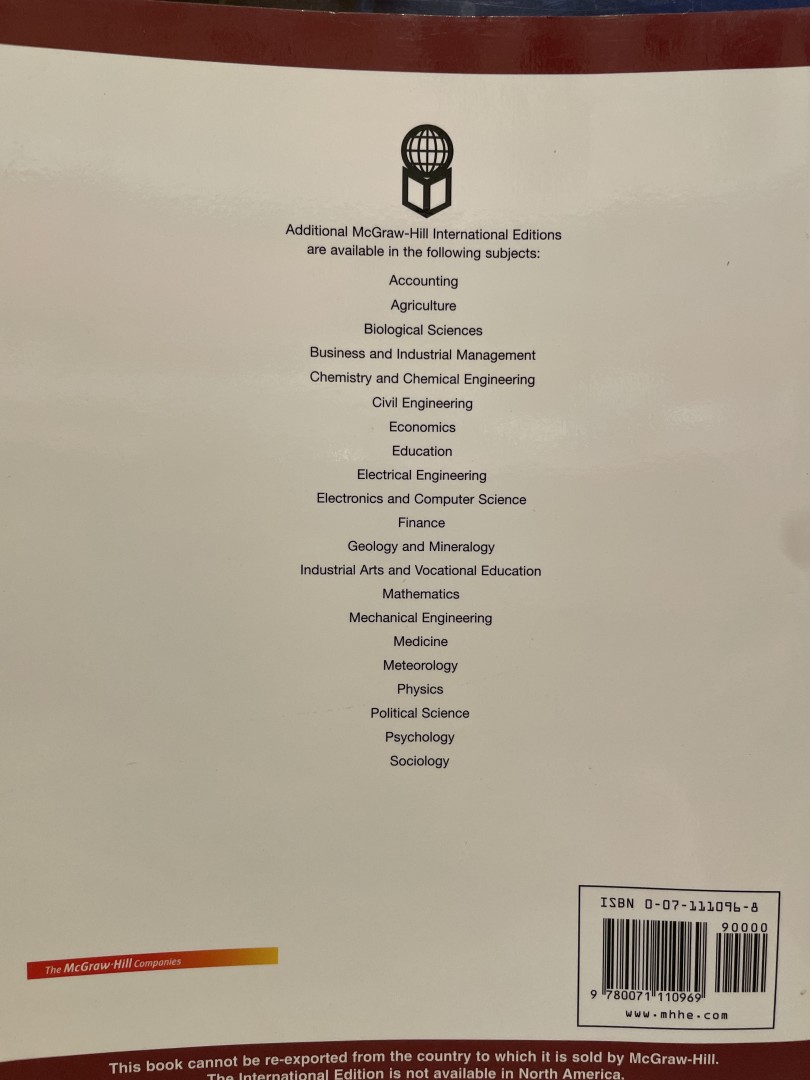 Additional McGraw-Hill International Editions
are available in the following subjects:
Accounting
Agriculture
Biological Sciences
Business and Industrial Management
Chemistry and Chemical Engineering
Civil Engineering
Economics
Education
Electrical Engineering
Electronics and Computer Science
Finance
Geology and Mineralogy
Industrial Arts and Vocational Education
Mathematics
Mechanical Engineering
Medicine
Meteorology
Physics
Political Science
Psychology
Sociology
The McGraw·Hill Companies
ISBN 0-07-111096-8
90000
9 780071 110969
www.mhhe.com
This book cannot be re-exported from the country to which it is sold by McGraw-Hill.
The International Edition is not available in North America.